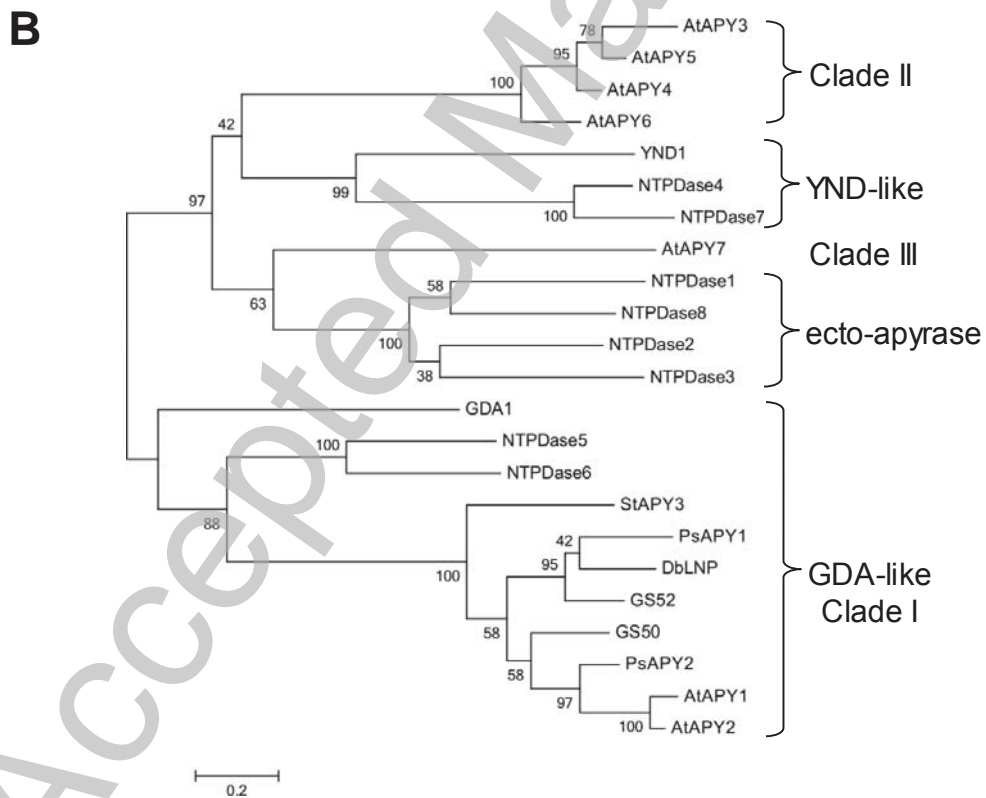 B
78
AtAPY3
95
AtAPY5
100
AtAPY4
AtAPY6
Clade II
42
YND1
99
NTPDase4
100
NTPDase7
YND-like
97
AtAPY7
Clade III
63
58
NTPDase1
NTPDase8
100
NTPDase2
38
NTPDase3
ecto-apyrase
GDA1
100
NTPDase5
NTPDase6
88
StAPY3
100
42
PsAPY1
95
DbLNP
GS52
58
GS50
58
PsAPY2
97
AtAPY1
100
AtAPY2
GDA-like
Clade I
0.2
Accepted Ma